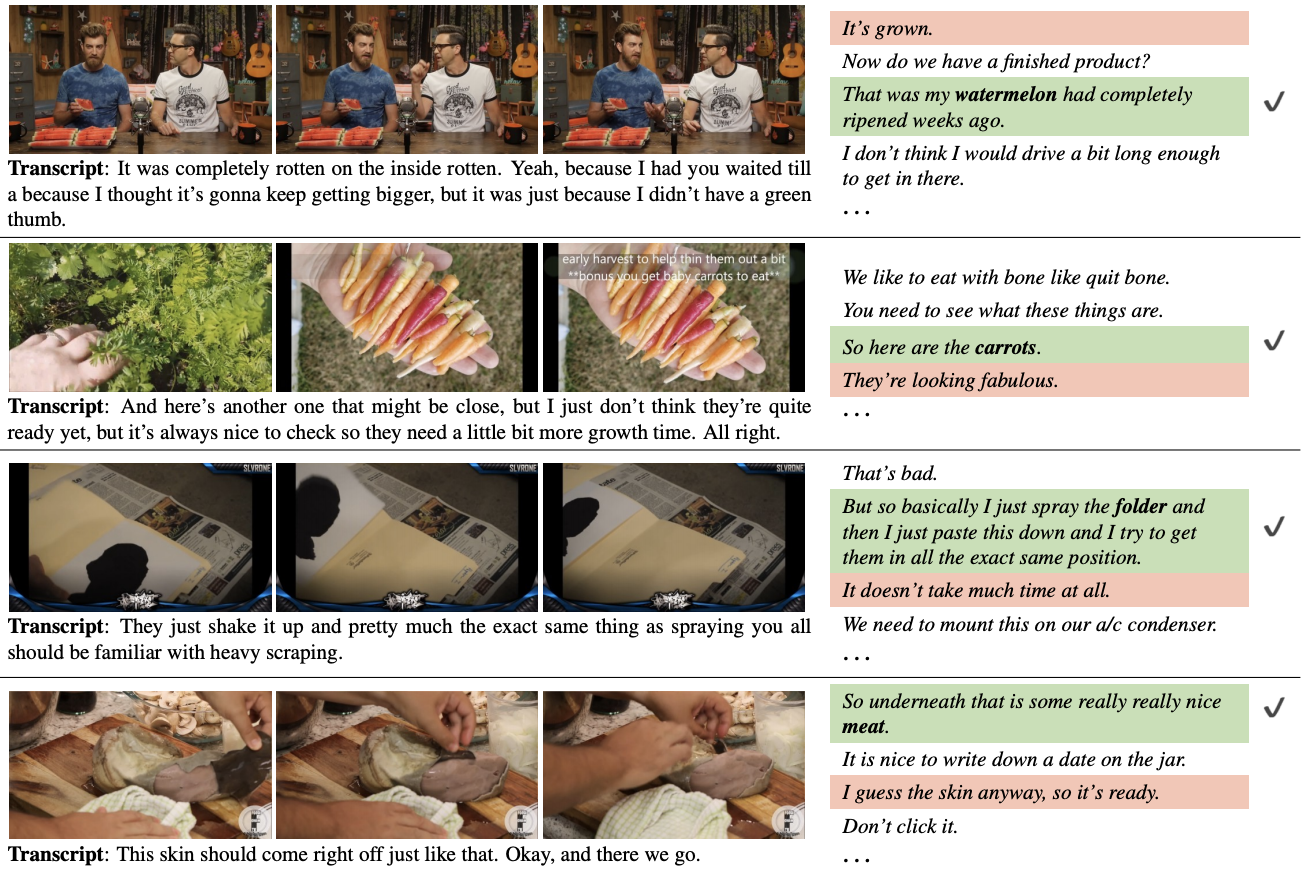 It's grown.
Now do we have a finished product?
That was my watermelon had completely
ripened weeks ago.
I don't think I would drive a bit long enough
to get in there.
. . .
Transcript: It was completely rotten on the inside rotten. Yeah, because I had you waited till
a because I thought it's gonna keep getting bigger, but it was just because I didn't have a green
thumb.
early harvest to help thin them out a bit
**bonus you get baby carrots to eat**
We like to eat with bone like quit bone.
You need to see what these things are.
So here are the carrots.
They're looking fabulous.
. . .
Transcript: And here's another one that might be close, but I just don't think they're quite
ready yet, but it's always nice to check so they need a little bit more growth time. All right.
SLVRONE
SLVRONE
SLVRONE
That's bad.
But so basically I just spray the folder and
then I just paste this down and I try to get
them in all the exact same position.
It doesn't take much time at all.
We need to mount this on our a/c condenser.
. . .
Transcript: They just shake it up and pretty much the exact same thing as spraying you all
should be familiar with heavy scraping.
So underneath that is some really really nice
meat.
It is nice to write down a date on the jar.
I guess the skin anyway, so it's ready.
Don't click it.
. . .
Transcript: This skin should come right off just like that. Okay, and there we go.